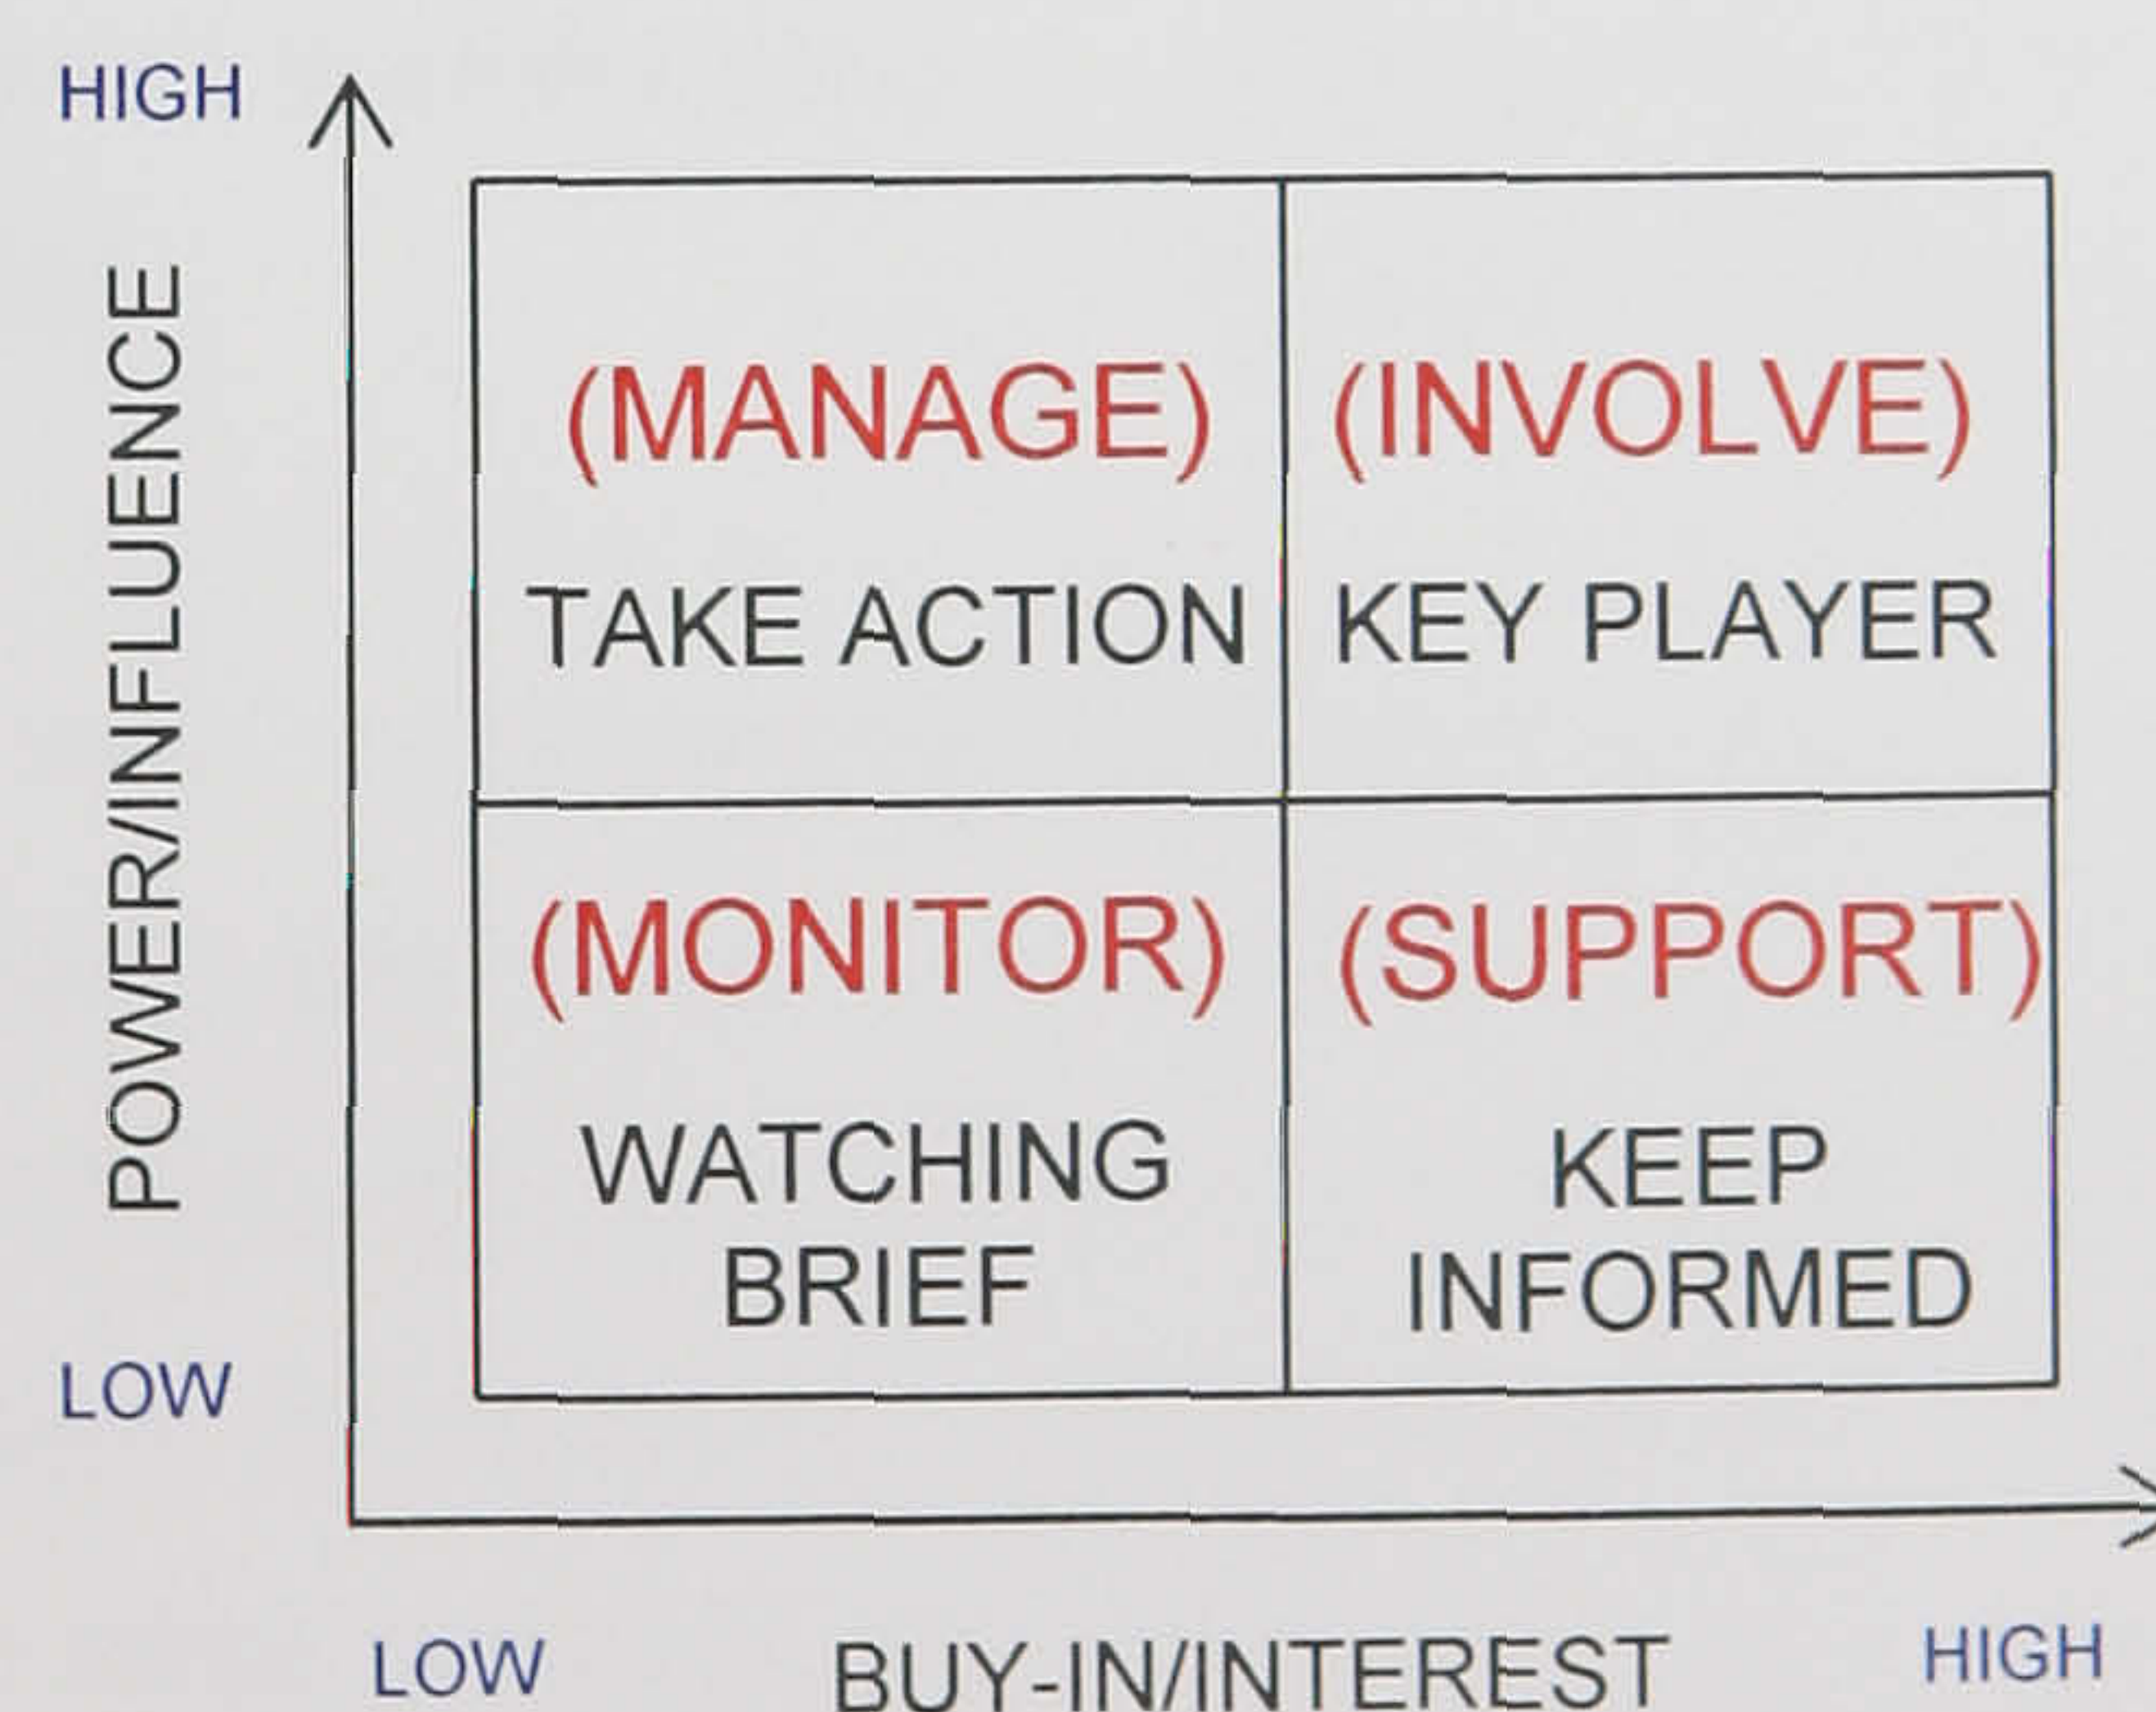 HIGH
POWER/INFLUENCE
(MANAGE)
TAKE ACTION
(INVOLVE)
KEY PLAYER
(MONITOR)
WATCHING
BRIEF
(SUPPORT)
KEEP
INFORMED
LOW
LOW
BUY-IN/INTEREST
HIGH